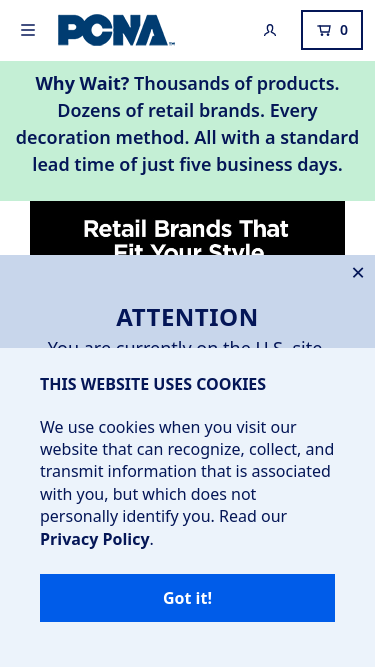 PCNA
0
Why Wait? Thousands of products.
Dozens of retail brands. Every
decoration method. All with a standard
lead time of just five business days.
Retail Brands That
Fit Your Style
ATTENTION
You are currently on the U.S. site.
THIS WEBSITE USES COOKIES
We use cookies when you visit our
website that can recognize, collect, and
transmit information that is associated
with you, but which does not
personally identify you. Read our
Privacy Policy.
Got it!